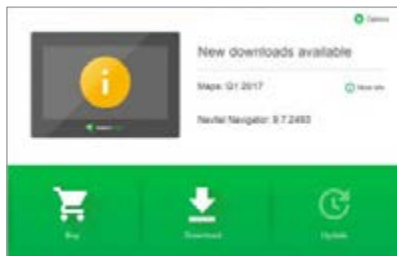 Options
New downloads available
Maps: Q1 2017
More info
Navitel Navigator: 9.7.2493
Buy
Download
Update